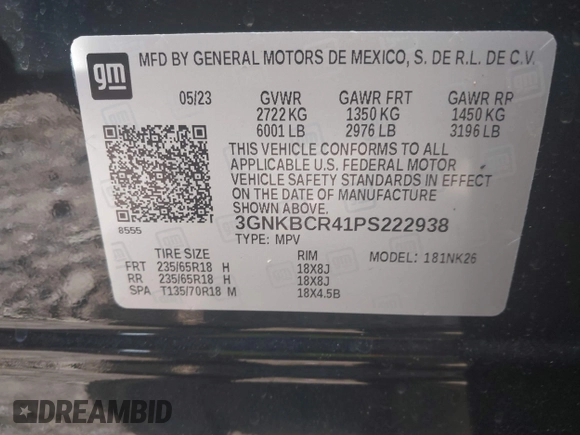 gm MFD BY GENERAL MOTORS DE MEXICO, S. DE R.L. DE C.V.
05/23 GVWR GAWR FRT GAWR RR
2722 KG 1350 KG 1450 KG
6001 LB 2976 LB 3196 LB
THIS VEHICLE CONFORMS TO ALL
APPLICABLE U.S. FEDERAL MOTOR
VEHICLE SAFETY STANDARDS IN EFFECT
ON THE DATE OF MANUFACTURE
SHOWN ABOVE.
8555 3GNKBCR41PS222938
TYPE: MPV MODEL: 181NK26
TIRE SIZE RIM
FRT 235/65R18 H 18X8J
RR 235/65R18 H 18X8J
SPA T135/70R18 M 18X4.5B
DREAMBID